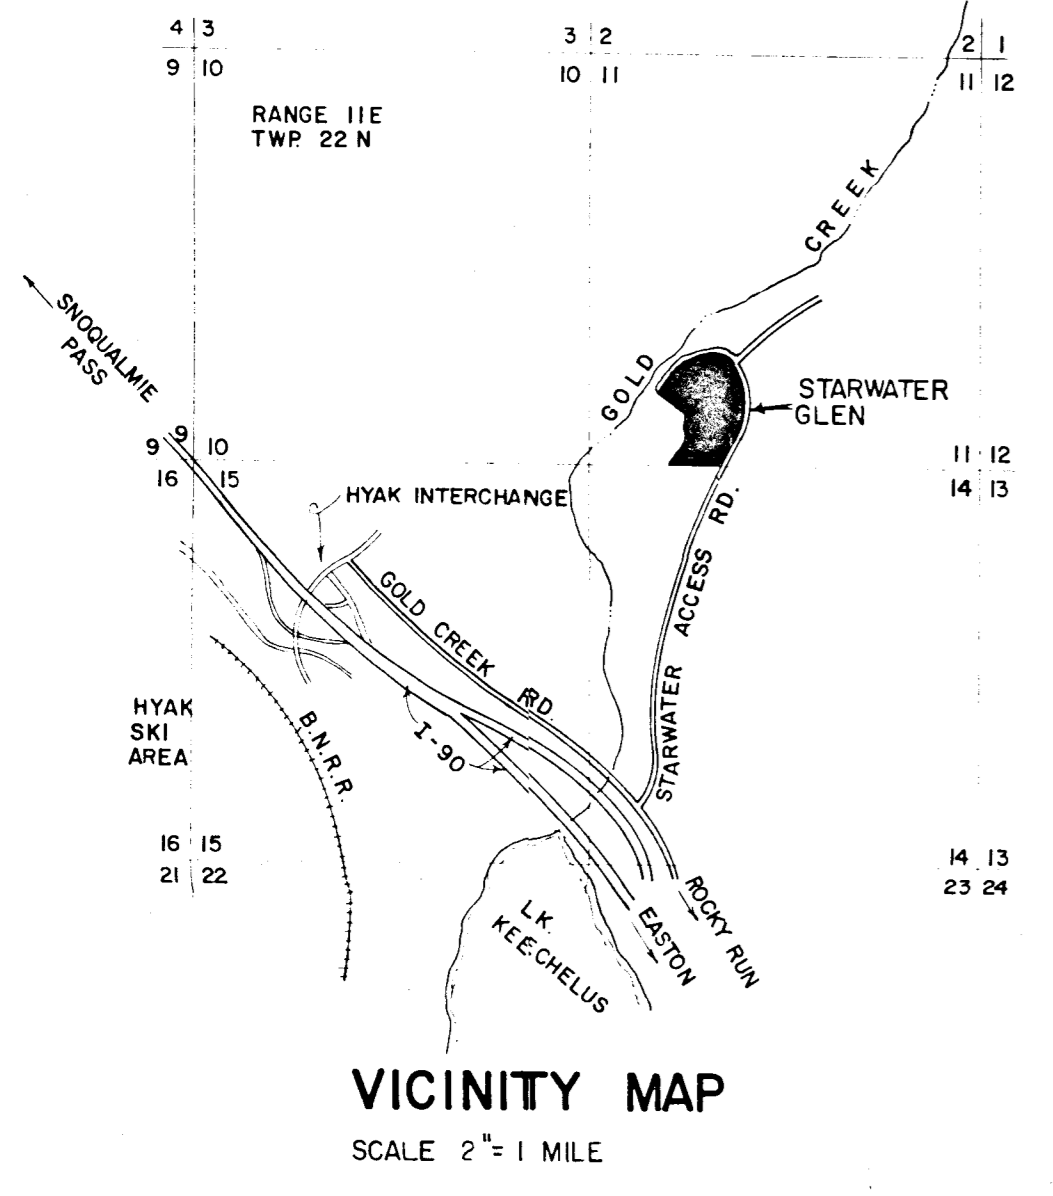 4 3
9 10
3 2
10 11
2 1
11 12
RANGE 11E
TWP. 22 N
CREEK
GOLD
SNOQUALMIE
PASS
STARWATER
GLEN
9 9 10
16 15
11 12
14 13
HYAK INTERCHANGE
GOLD CREEK RD.
STARWATER ACCESS RD.
HYAK
SKI
AREA
B.N.R.R.
I-90
16 15
21 22
14 13
23 24
LK.
KEECHELUS
EASTON
ROCKY RUN
VICINITY MAP
SCALE 2" = 1 MILE